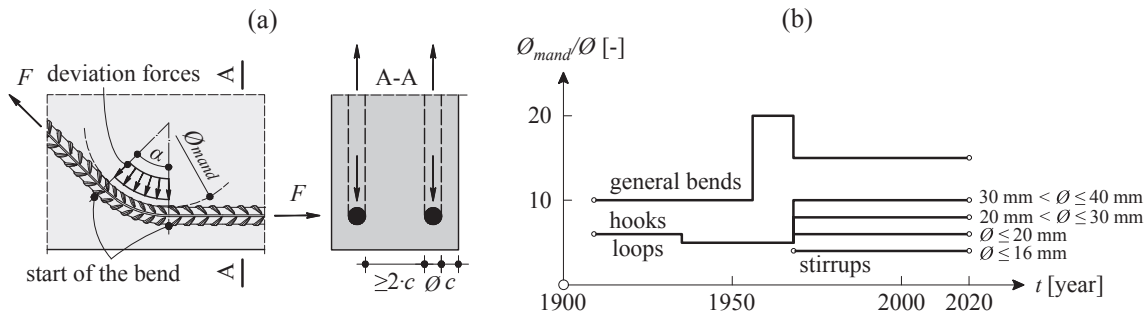 (a)
deviation forces
A
F
A-A
α
Ømand
F
start of the bend
A
≥2·c
Ø
c
(b)
Ømand/Ø [-]
20
10
general bends
hooks
loops
stirrups
30 mm < Ø ≤ 40 mm
20 mm < Ø ≤ 30 mm
Ø ≤ 20 mm
Ø ≤ 16 mm
1900
1950
2000
2020
t [year]